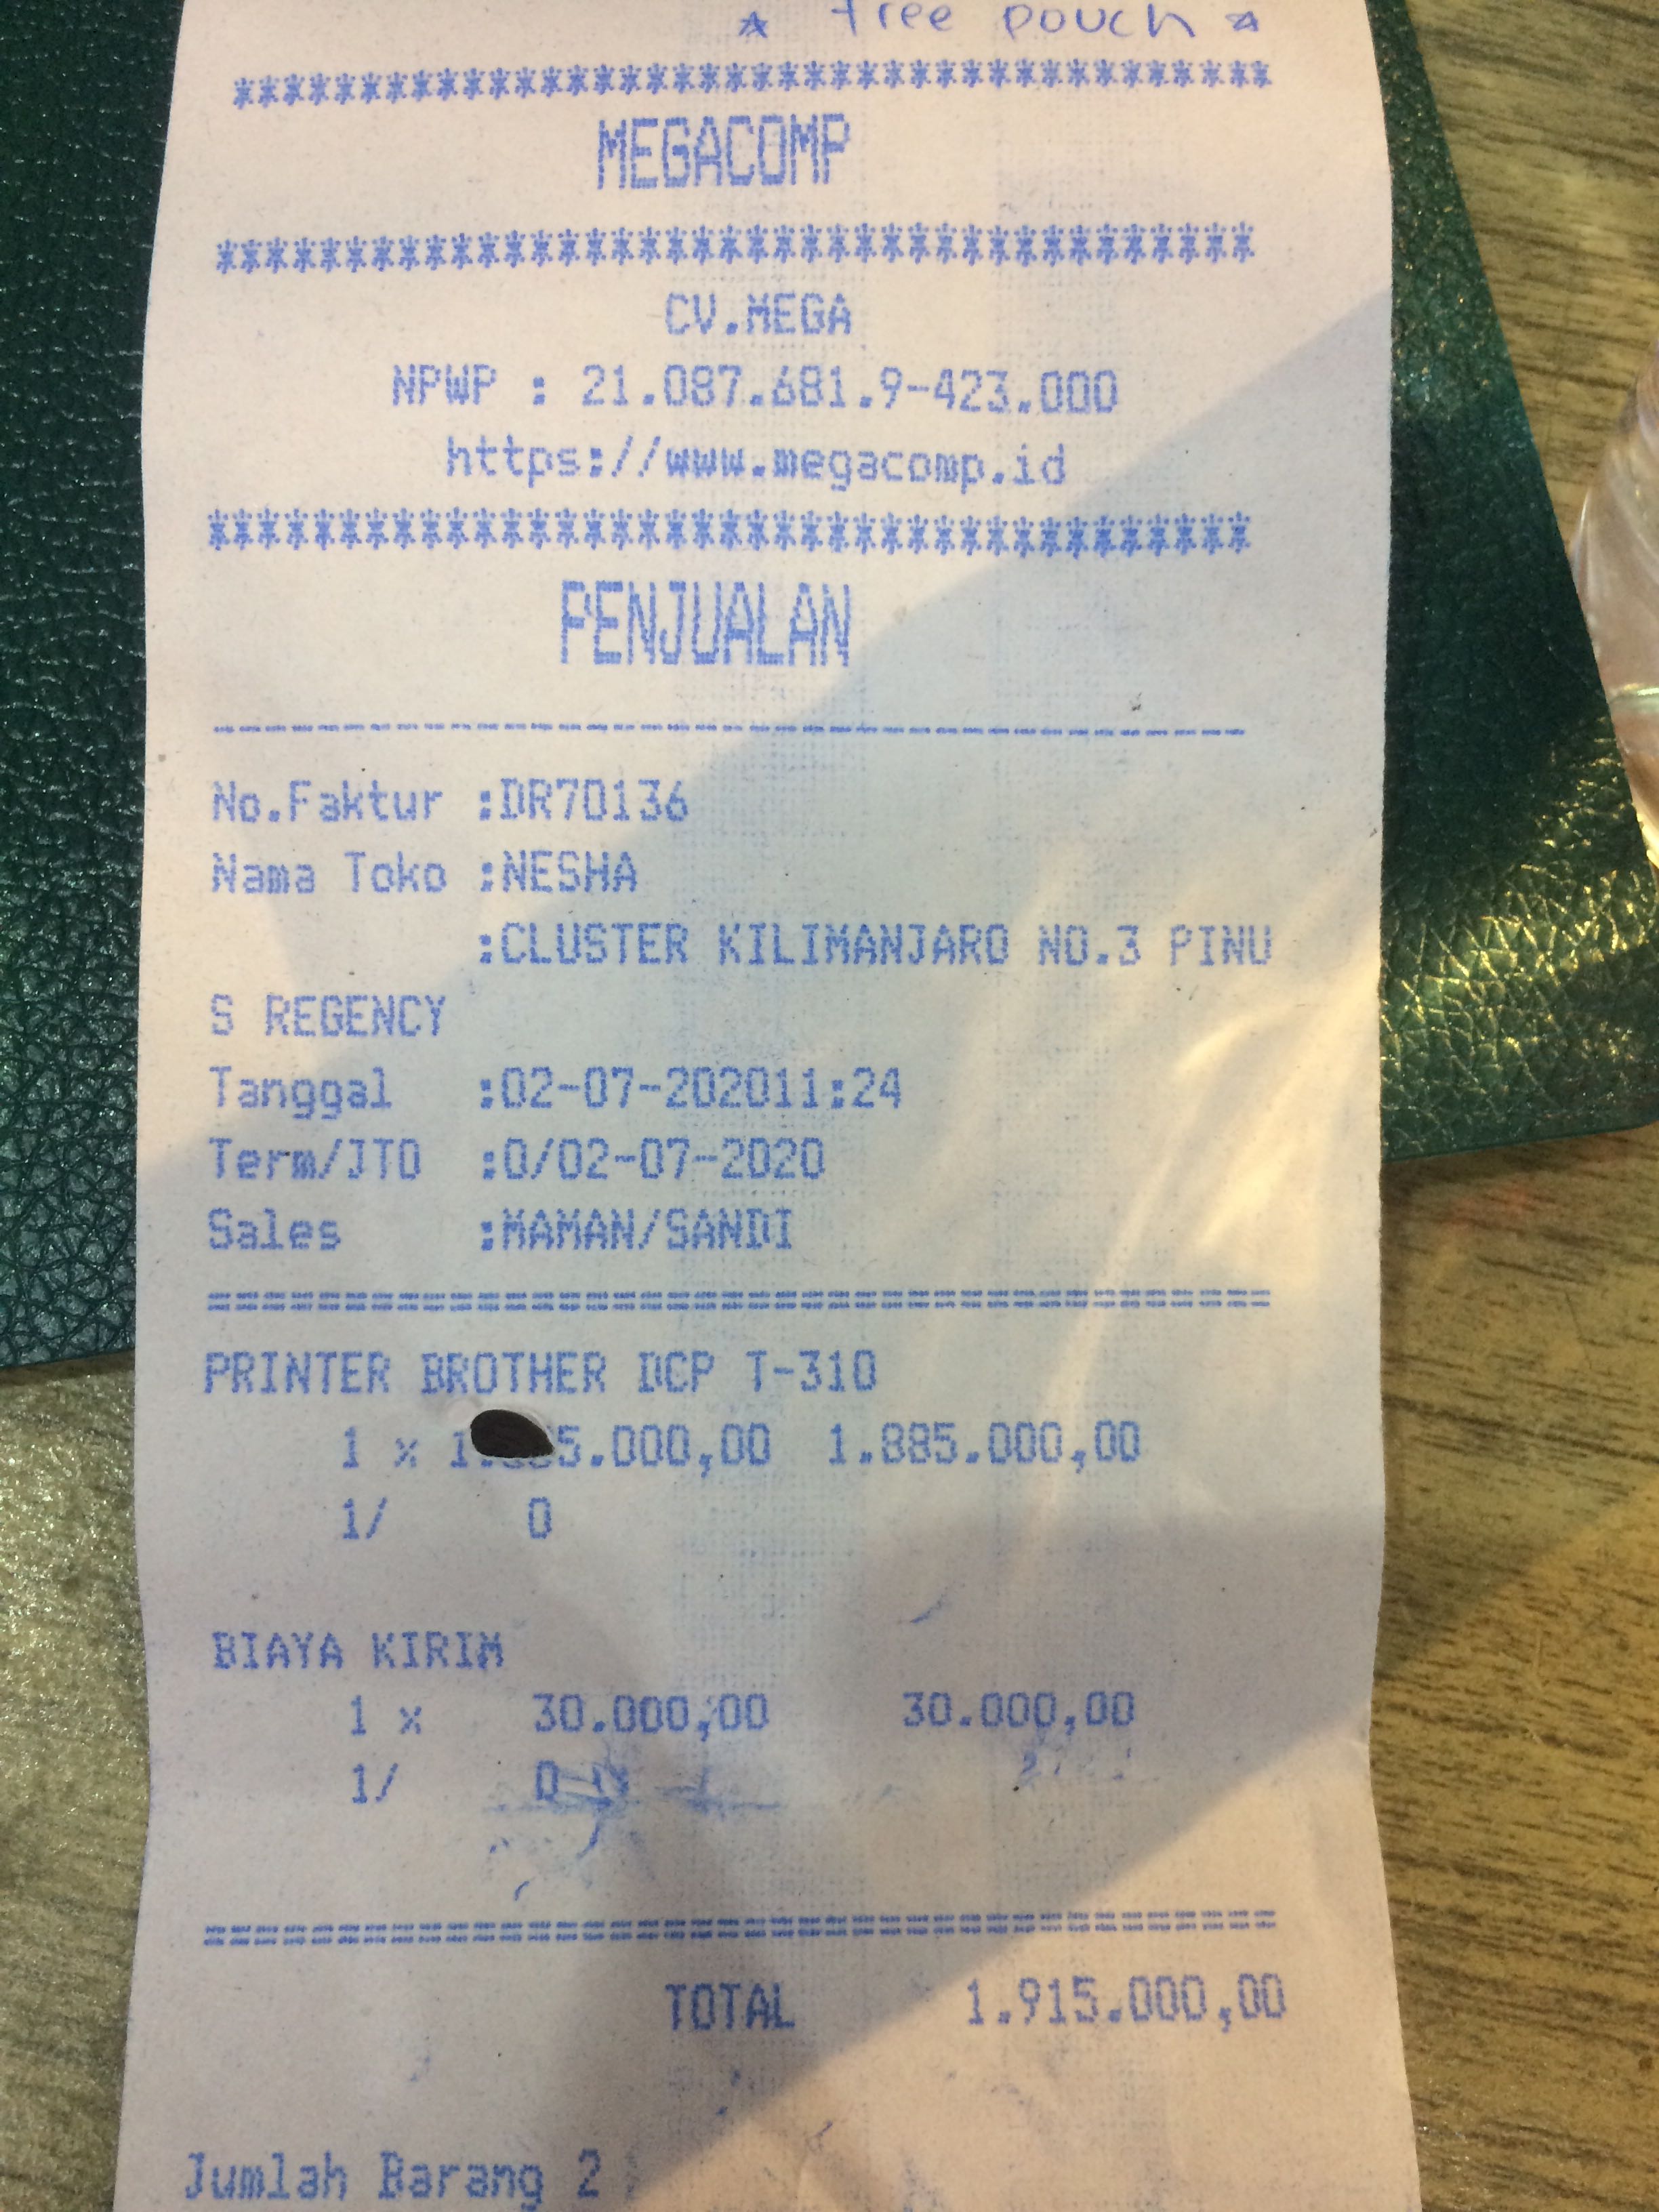 ☆ free pouch ☆
***************************************
MEGACOMP
***************************************
CV.MEGA
NPWP : 21.087.681.9-423.000
https://www.megacomp.id
***************************************
PENJUALAN
---------------------------------------
No.Faktur :DR70136
Nama Toko :NESHA
:CLUSTER KILIMANJARO NO.3 PINU
S REGENCY
Tanggal :02-07-202011:24
Term/JTO :0/02-07-2020
Sales :MAMAN/SANDI
=======================================
PRINTER BROTHER DCP T-310
1 x 5.000,00 1.885.000,00
1/ 0
BIAYA KIRIM
1 x 30.000,00 30.000,00
1/ 0
=======================================
TOTAL 1.915.000,00
Jumlah Barang 2